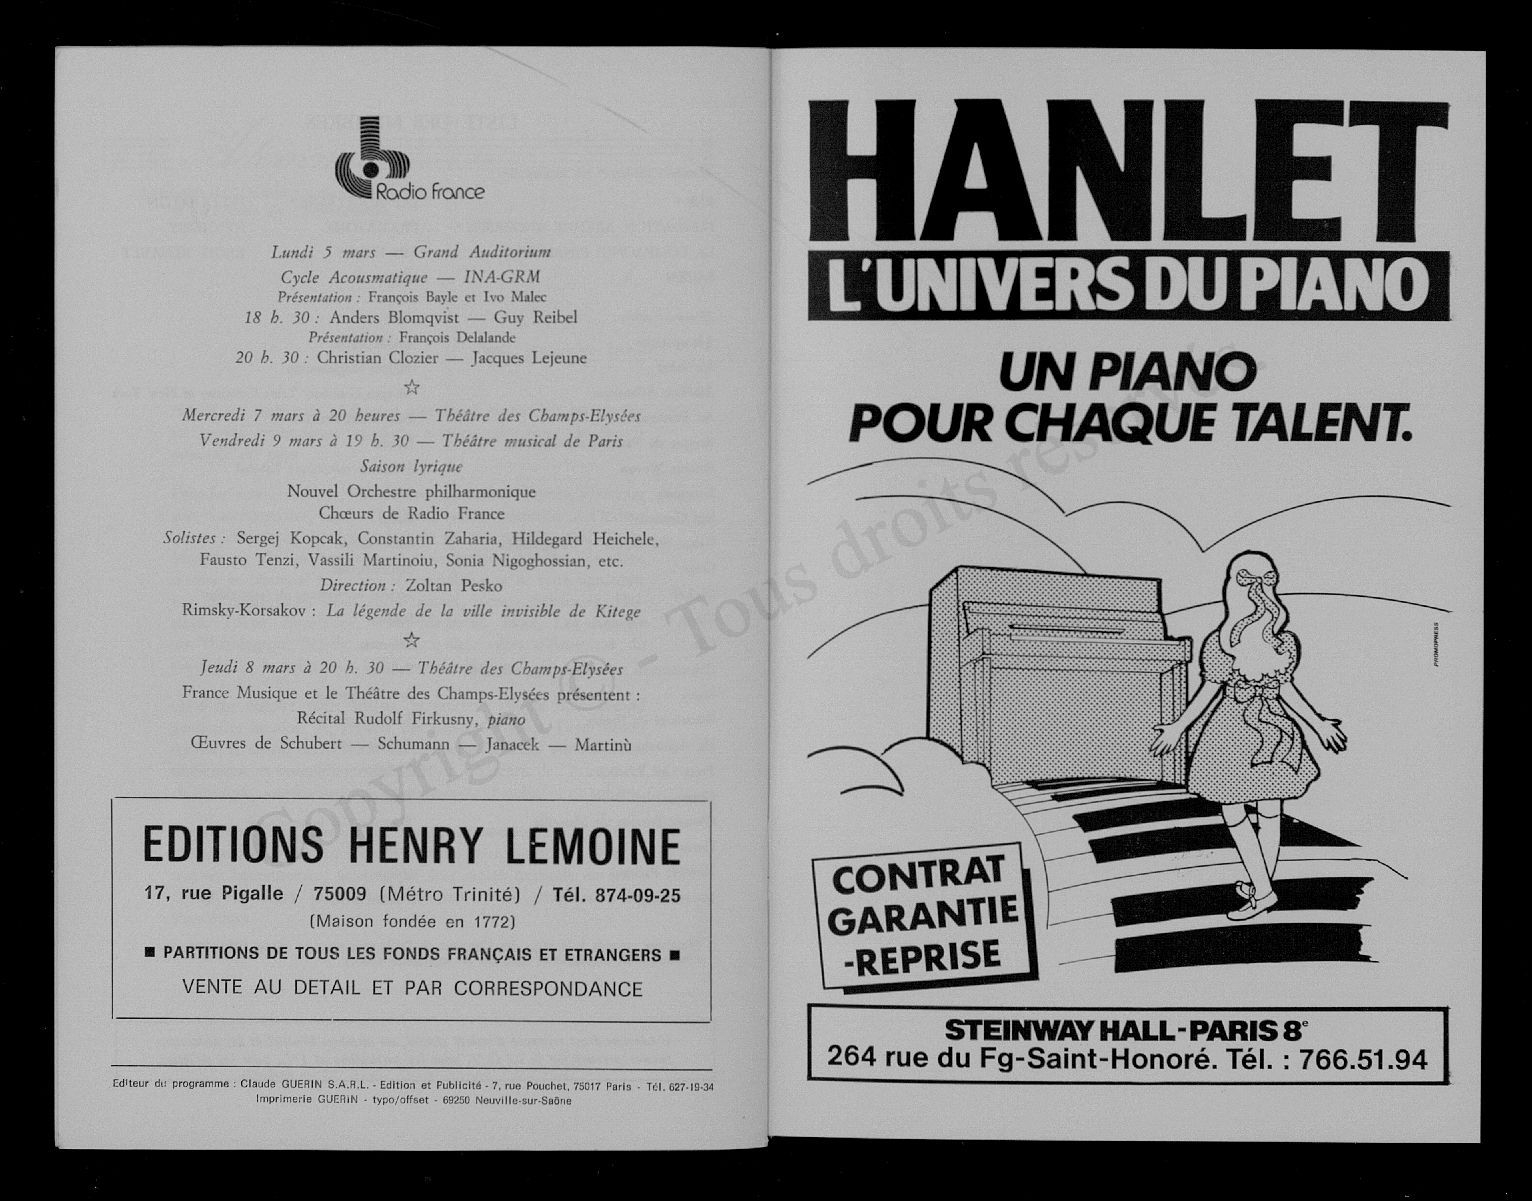 Radio France
Lundi 5 mars — Grand Auditorium
Cycle Acousmatique — INA-GRM
Présentation : François Bayle et Ivo Malec
18 h. 30 : Anders Blomqvist — Guy Reibel
Présentation : François Delalande
20 h. 30 : Christian Clozier — Jacques Lejeune
☆
Mercredi 7 mars à 20 heures — Théâtre des Champs-Elysées
Vendredi 9 mars à 19 h. 30 — Théâtre musical de Paris
Saison lyrique
Nouvel Orchestre philharmonique
Chœurs de Radio France
Solistes : Sergej Kopcak, Constantin Zaharia, Hildegard Heichele,
Fausto Tenzi, Vassili Martinoiu, Sonia Nigoghossian, etc.
Direction : Zoltan Pesko
Rimsky-Korsakov : La légende de la ville invisible de Kitege
☆
Jeudi 8 mars à 20 h. 30 — Théâtre des Champs-Elysées
France Musique et le Théâtre des Champs-Elysées présentent :
Récital Rudolf Firkusny, piano
Œuvres de Schubert — Schumann — Janacek — Martinù
EDITIONS HENRY LEMOINE
17, rue Pigalle / 75009 (Métro Trinité) / Tél. 874-09-25
(Maison fondée en 1772)
■ PARTITIONS DE TOUS LES FONDS FRANÇAIS ET ETRANGERS ■
VENTE AU DETAIL ET PAR CORRESPONDANCE
Editeur du programme : Claude GUERIN S.A.R.L. - Edition et Publicité - 7, rue Pouchet, 75017 Paris - Tél. 627-19-34
Imprimerie GUERIN - typo/offset - 69250 Neuville-sur-Saône
HANLET
L'UNIVERS DU PIANO
UN PIANO
POUR CHAQUE TALENT.
PROMOPRESS
CONTRAT
GARANTIE
-REPRISE
STEINWAY HALL-PARIS 8e
264 rue du Fg-Saint-Honoré. Tél. : 766.51.94
Copyright © - Tous droits réservés.